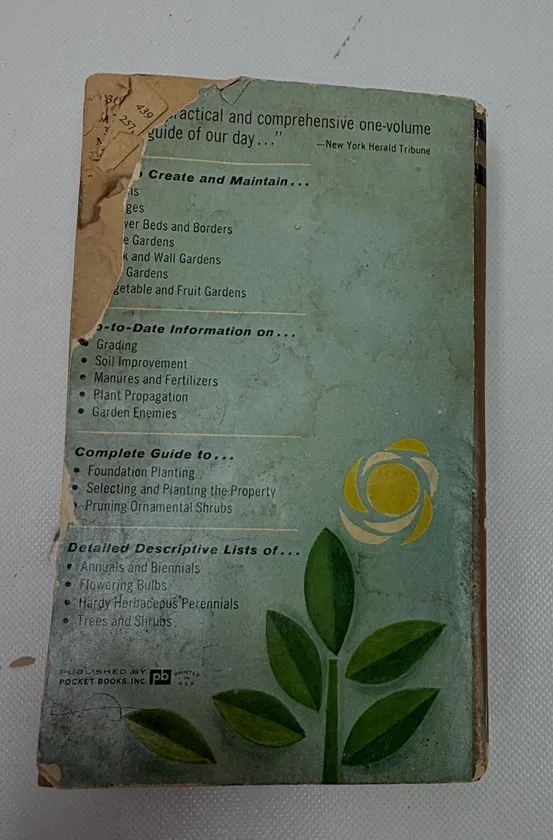 439
257,
practical and comprehensive one-volume
guide of our day..."
—New York Herald Tribune
Create and Maintain...
ns
ges
wer Beds and Borders
e Gardens
k and Wall Gardens
Gardens
getable and Fruit Gardens
-to-Date Information on...
• Grading
• Soil Improvement
• Manures and Fertilizers
• Plant Propagation
• Garden Enemies
Complete Guide to...
• Foundation Planting
• Selecting and Planting the Property
• Pruning Ornamental Shrubs
Detailed Descriptive Lists of...
• Annuals and Biennials
• Flowering Bulbs
• Hardy Herbaceous Perennials
• Trees and Shrubs
PUBLISHED BY
POCKET BOOKS, INC.
pb
PRINTED
IN
U.S.A.